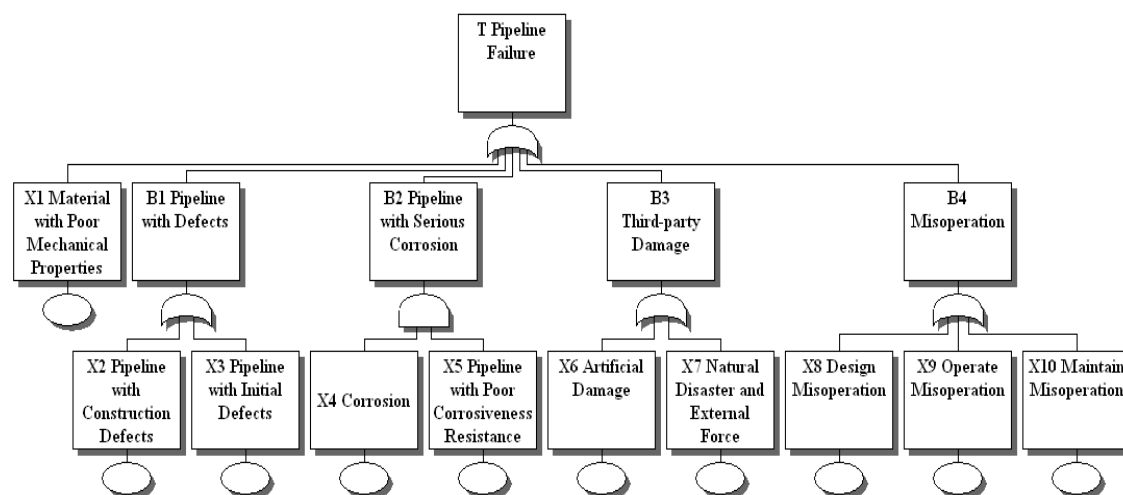 T Pipeline
Failure
X1 Material
with Poor
Mechanical
Properties
B1 Pipeline
with Defects
B2 Pipeline
with Serious
Corrosion
B3
Third-party
Damage
B4
Misoperation
X2 Pipeline
with
Construction
Defects
X3 Pipeline
with Initial
Defects
X4 Corrosion
X5 Pipeline
with Poor
Corrosiveness
Resistance
X6 Artificial
Damage
X7 Natural
Disaster and
External
Force
X8 Design
Misoperation
X9 Operate
Misoperation
X10 Maintain
Misoperation